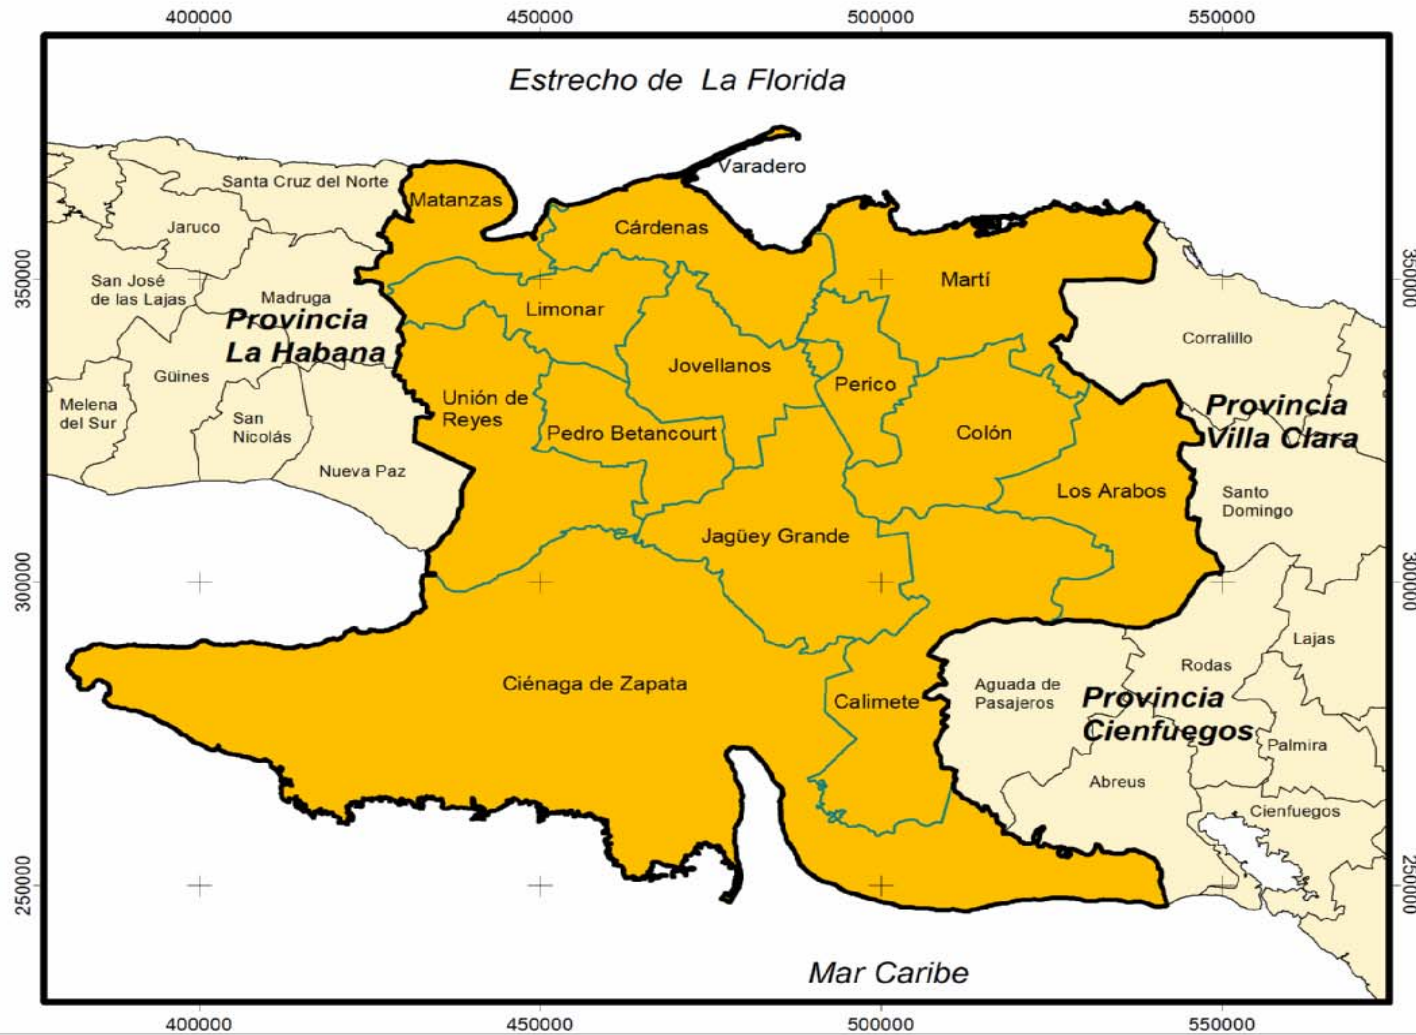 400000 450000 500000 550000
Estrecho de La Florida
Varadero
Santa Cruz del Norte
Matanzas
Jaruco
Cárdenas
350000
350000
San José
de las Lajas
Madruga
Limonar
Martí
Provincia
La Habana
Corralillo
Jovellanos
Güines
Perico
Melena
del Sur
San
Nicolás
Unión de
Reyes
Pedro Betancourt
Colón
Provincia
Villa Clara
Nueva Paz
Los Arabos
Santo
Domingo
Jagüey Grande
300000
300000
Lajas
Rodas
Ciénaga de Zapata
Calimete
Aguada de
Pasajeros
Provincia
Cienfuegos
Palmira
Abreus
Cienfuegos
250000
250000
Mar Caribe
400000 450000 500000 550000